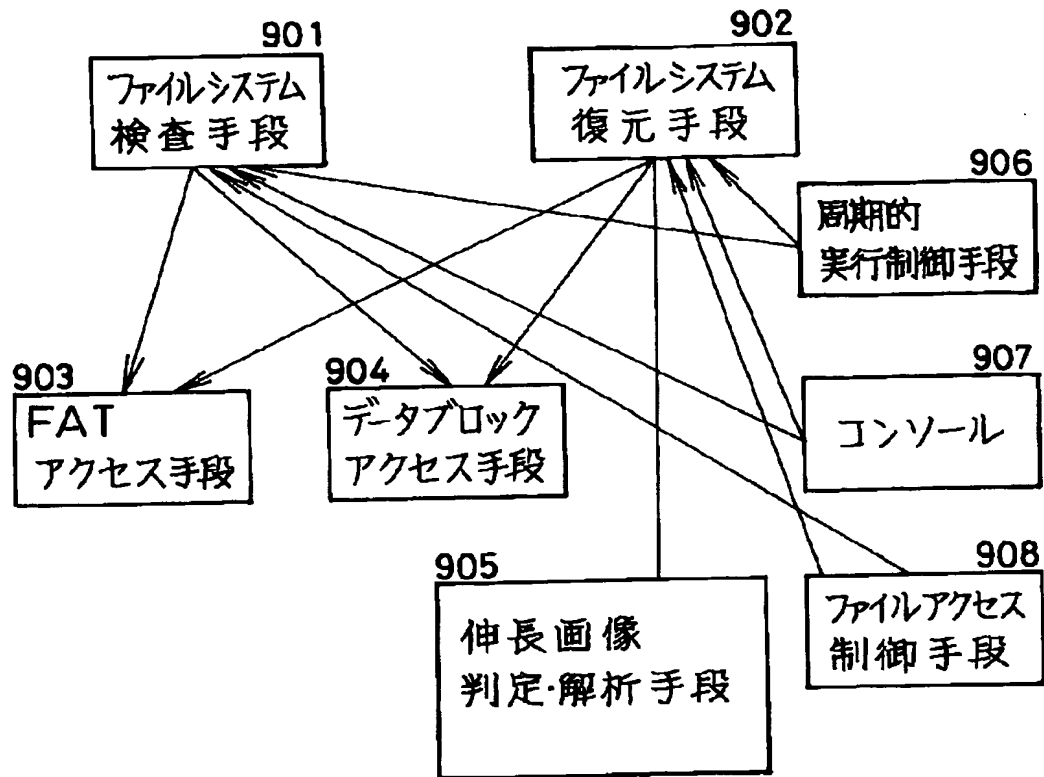 901
ファイルシステム
検査手段
902
ファイルシステム
復元手段
906
周期的
実行制御手段
903
FAT
アクセス手段
904
データブロック
アクセス手段
907
コンソール
905
伸長画像
判定・解析手段
908
ファイルアクセス
制御手段